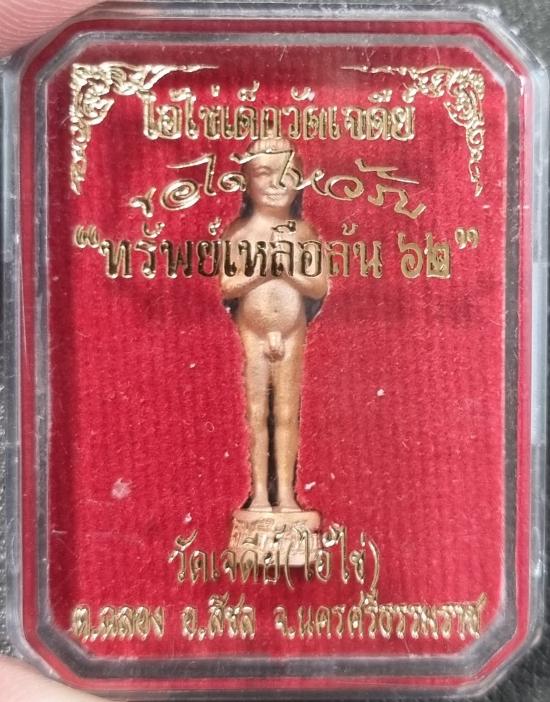 ไอ้ไข่เด็กวัดเจดีย์
ขอได้ไหว้รับ
“ทรัพย์เหลือล้น ๖๒”
วัดเจดีย์(ไอ้ไข่)
ต.ฉลอง อ.สิชล จ.นครศรีธรรมราช